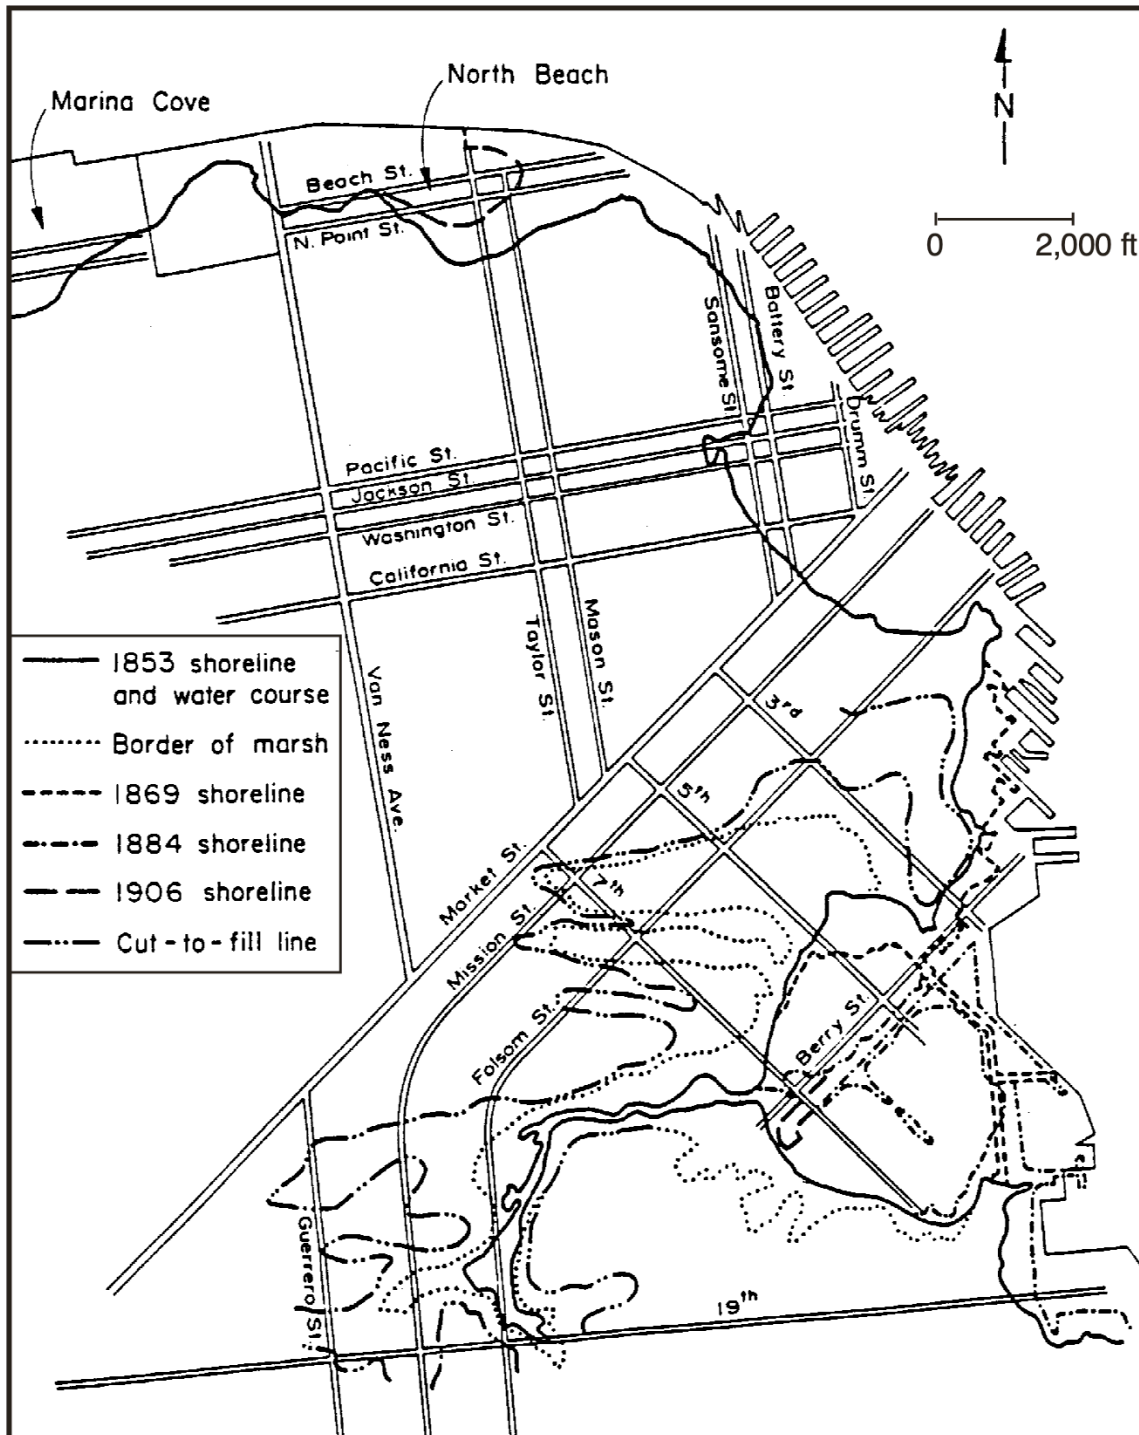 North Beach
Marina Cove
N
Beach St.
N. Point St.
0 2,000 ft
Sansome St.
Battery St.
Drumm St.
Pacific St.
Jackson St.
Washington St.
California St.
Taylor St.
Mason St.
Van Ness Ave.
1853 shoreline
and water course
Border of marsh
1869 shoreline
1884 shoreline
1906 shoreline
Cut-to-fill line
3rd
5th
7th
Market St.
Mission St.
Folsom St.
Berry St.
Guerrero St.
19th